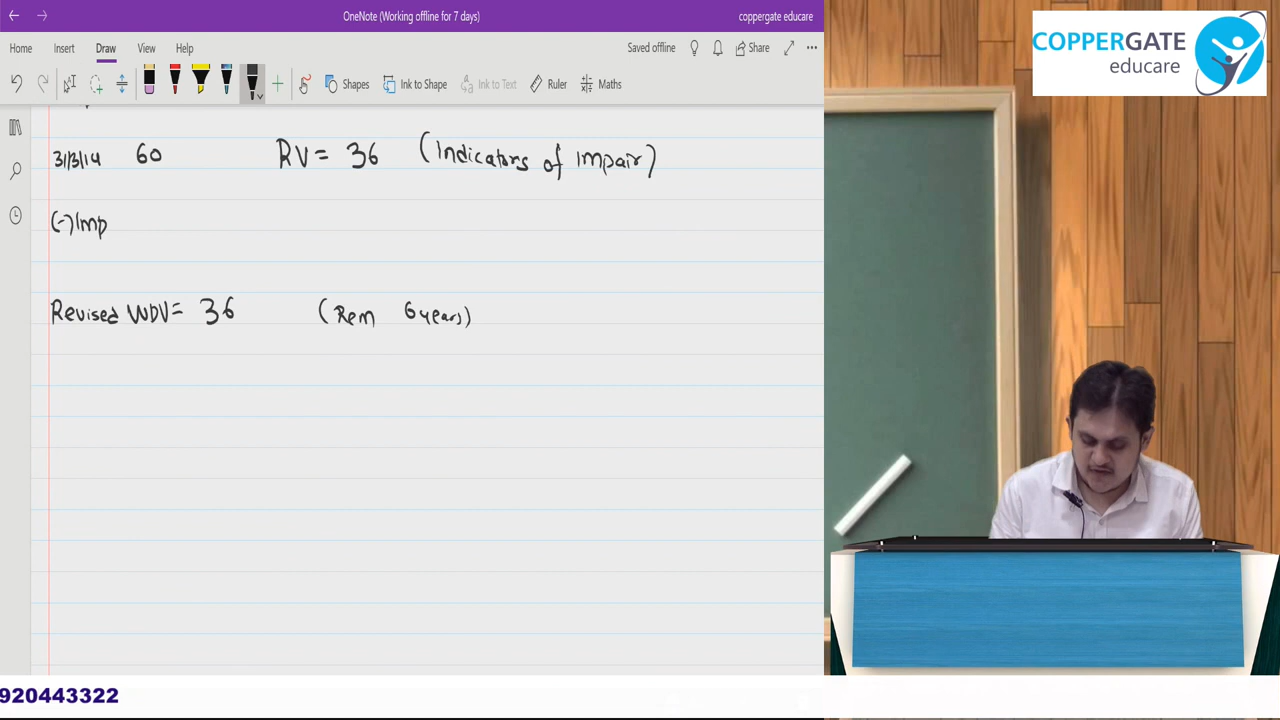 OneNote (Working offline for 7 days)
coppergate educare
Home Insert Draw View Help
Saved offline Share
Shapes Ink to Shape Ink to Text Ruler Maths
COPPERGATE
educare
31/3/14 60 RV = 36 (Indicators of Impair)
(-) Imp
Revised WDV = 36 (Rem 6 years)
920443322